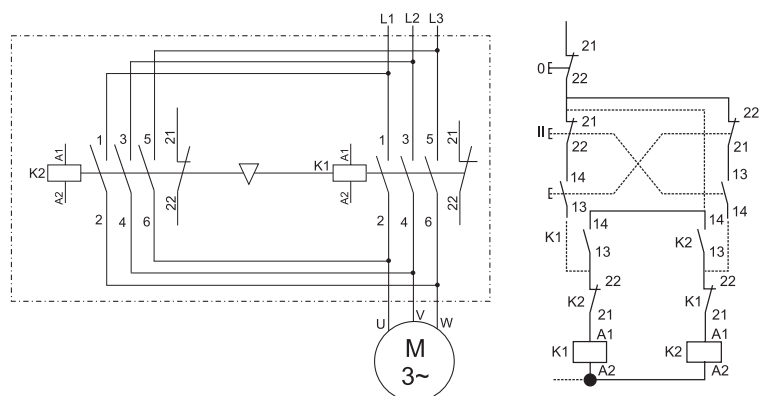 L1 L2 L3
1 3 5 21
1 3 5 21
A1 A1
K2 K1
A2 A2
22 22
2 4 6
2 4 6
U V W
M
3~
21
0
22
21 22
II
22 21
14 13
13 14
K1 14 14
K2
13 13
22 22
K2 K1
21 21
A1 A1
K1 K2
A2 A2